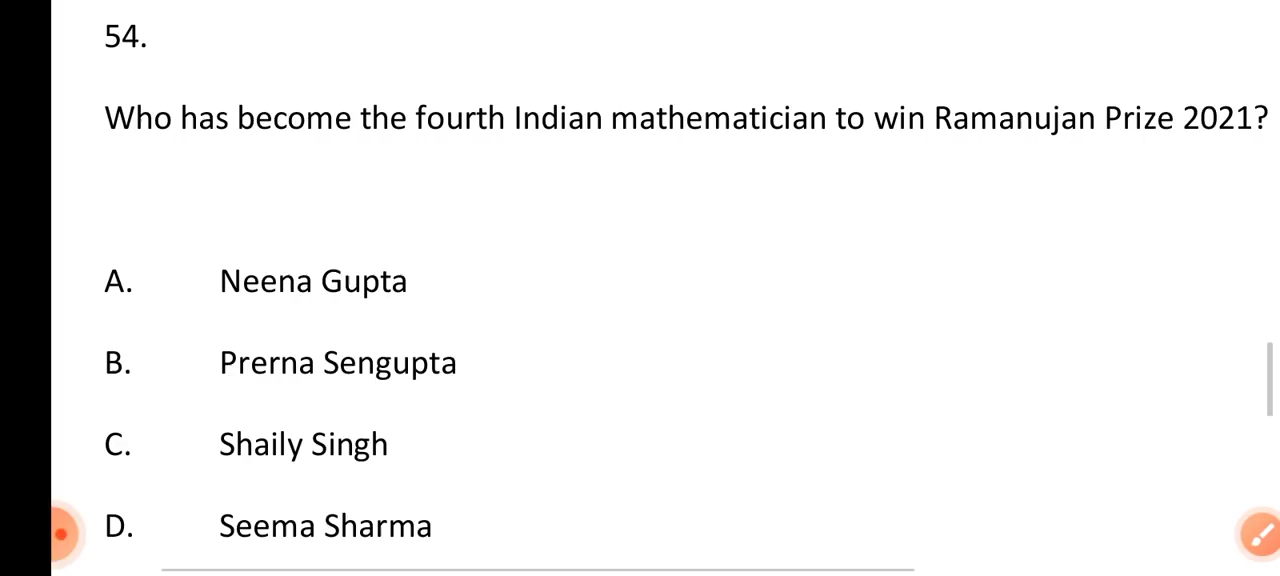 54.
Who has become the fourth Indian mathematician to win Ramanujan Prize 2021?
A. Neena Gupta
B. Prerna Sengupta
C. Shaily Singh
D. Seema Sharma